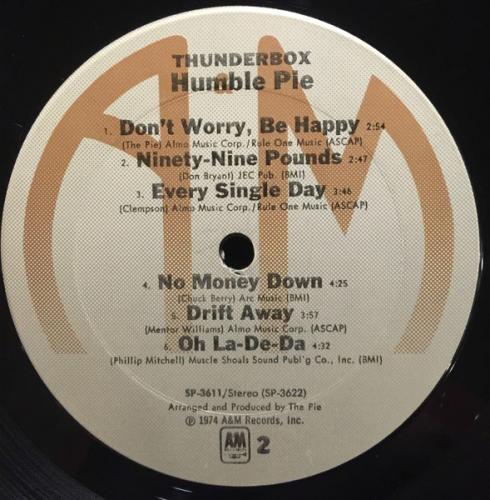 THUNDERBOX
Humble Pie
1. Don't Worry, Be Happy 2:54
(The Pie) Almo Music Corp./Rule One Music (ASCAP)
2. Ninety-Nine Pounds 2:47
(Don Bryant) JEC Pub. (BMI)
3. Every Single Day 3:46
(Clempson) Almo Music Corp./Rule One Music (ASCAP)
4. No Money Down 4:25
(Chuck Berry) Arc Music (BMI)
5. Drift Away 3:57
(Mentor Williams) Almo Music Corp. (ASCAP)
6. Oh La-De-Da 4:32
(Phillip Mitchell) Muscle Shoals Sound Publ'g Co., Inc. (BMI)
SP-3611/Stereo (SP-3622)
Arranged and Produced by The Pie
℗ 1974 A&M Records, Inc.
A&M 2